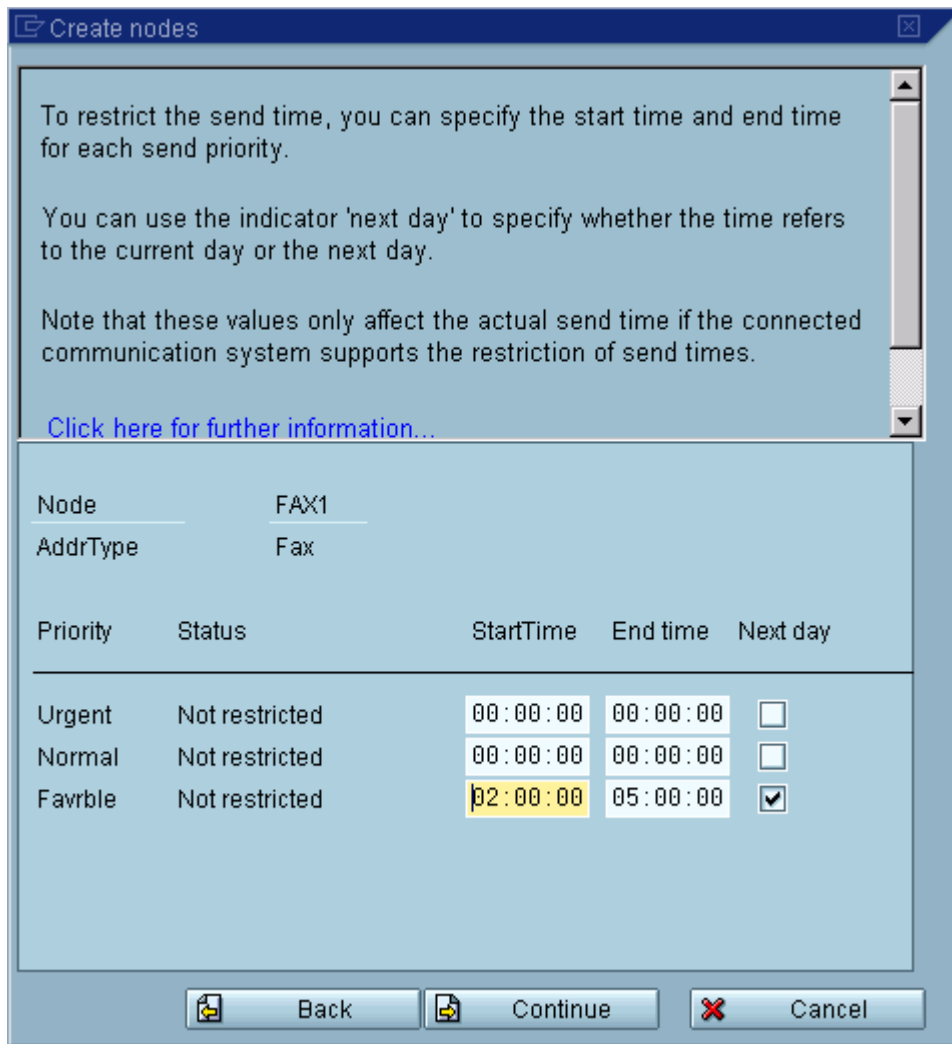 Create nodes
To restrict the send time, you can specify the start time and end time
for each send priority.
You can use the indicator 'next day' to specify whether the time refers
to the current day or the next day.
Note that these values only affect the actual send time if the connected
communication system supports the restriction of send times.
Click here for further information...
Node FAX1
AddrType Fax
Priority Status StartTime End time Next day
Urgent Not restricted 00:00:00 00:00:00
Normal Not restricted 00:00:00 00:00:00
Favrble Not restricted 02:00:00 05:00:00
Back Continue Cancel